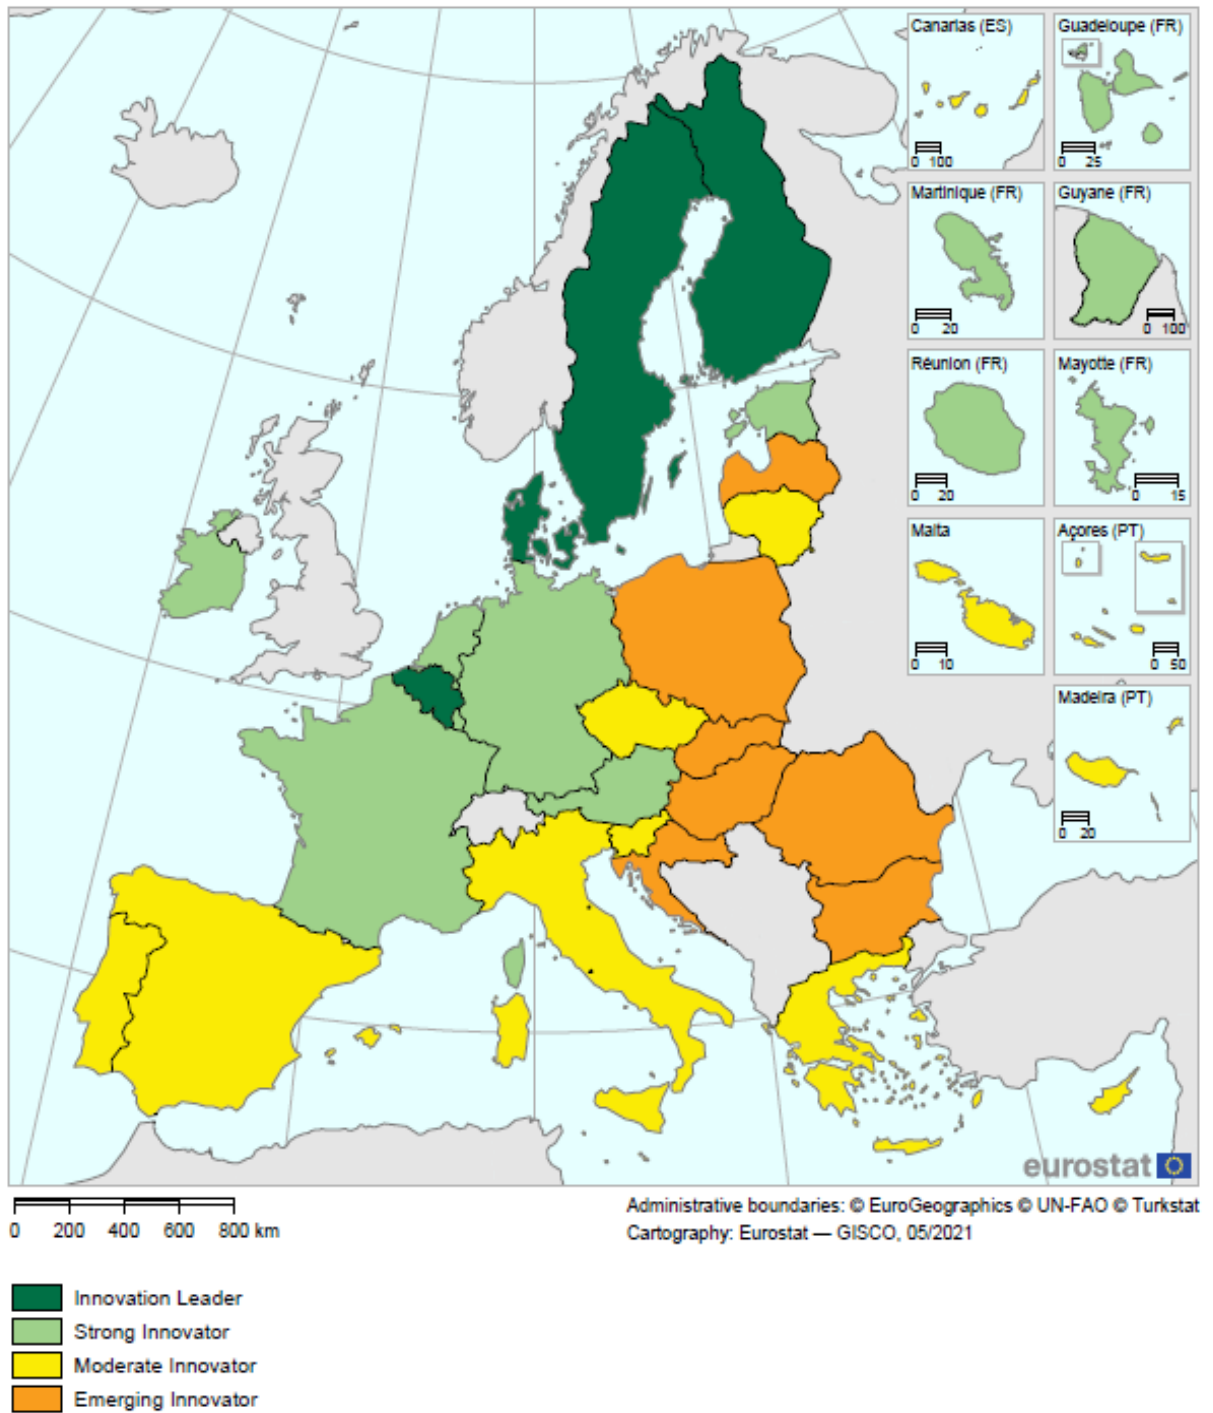 Canarias (ES)
0 100
Guadeloupe (FR)
0 25
Martinique (FR)
0 20
Guyane (FR)
0 100
Réunion (FR)
0 20
Mayotte (FR)
0 15
Malta
0 10
Açores (PT)
0 50
Madeira (PT)
0 20
eurostat
0 200 400 600 800 km
Administrative boundaries: © EuroGeographics © UN-FAO © Turkstat
Cartography: Eurostat — GISCO, 05/2021
Innovation Leader
Strong Innovator
Moderate Innovator
Emerging Innovator